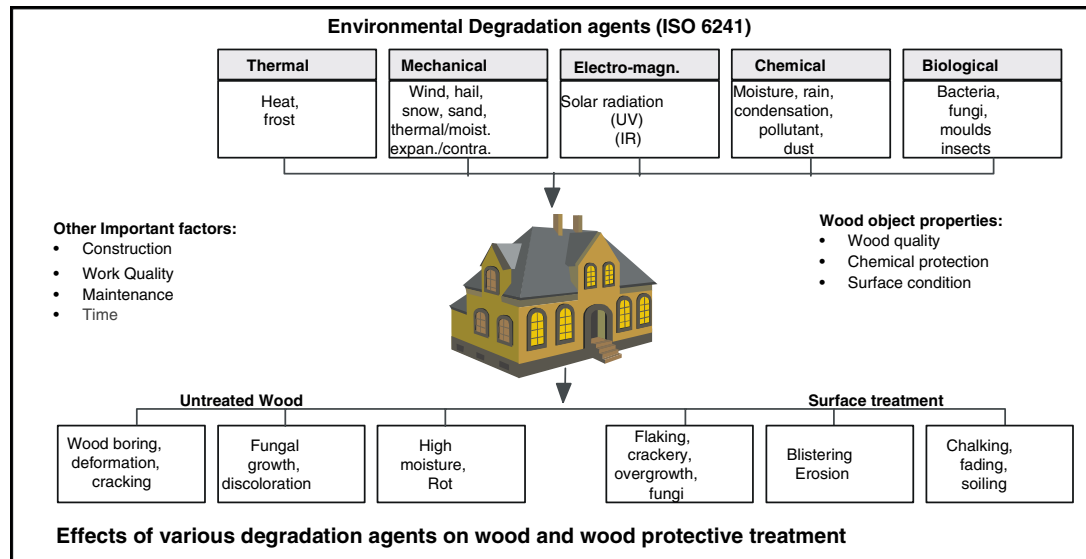 Environmental Degradation agents (ISO 6241)
Thermal
Heat,
frost
Mechanical
Wind, hail,
snow, sand,
thermal/moist.
expan./contra.
Electro-magn.
Solar radiation
(UV)
(IR)
Chemical
Moisture, rain,
condensation,
pollutant,
dust
Biological
Bacteria,
fungi,
moulds
insects
Other Important factors:
• Construction
• Work Quality
• Maintenance
• Time
Wood object properties:
• Wood quality
• Chemical protection
• Surface condition
Untreated Wood
Wood boring,
deformation,
cracking
Fungal
growth,
discoloration
High
moisture,
Rot
Surface treatment
Flaking,
crackery,
overgrowth,
fungi
Blistering
Erosion
Chalking,
fading,
soiling
Effects of various degradation agents on wood and wood protective treatment